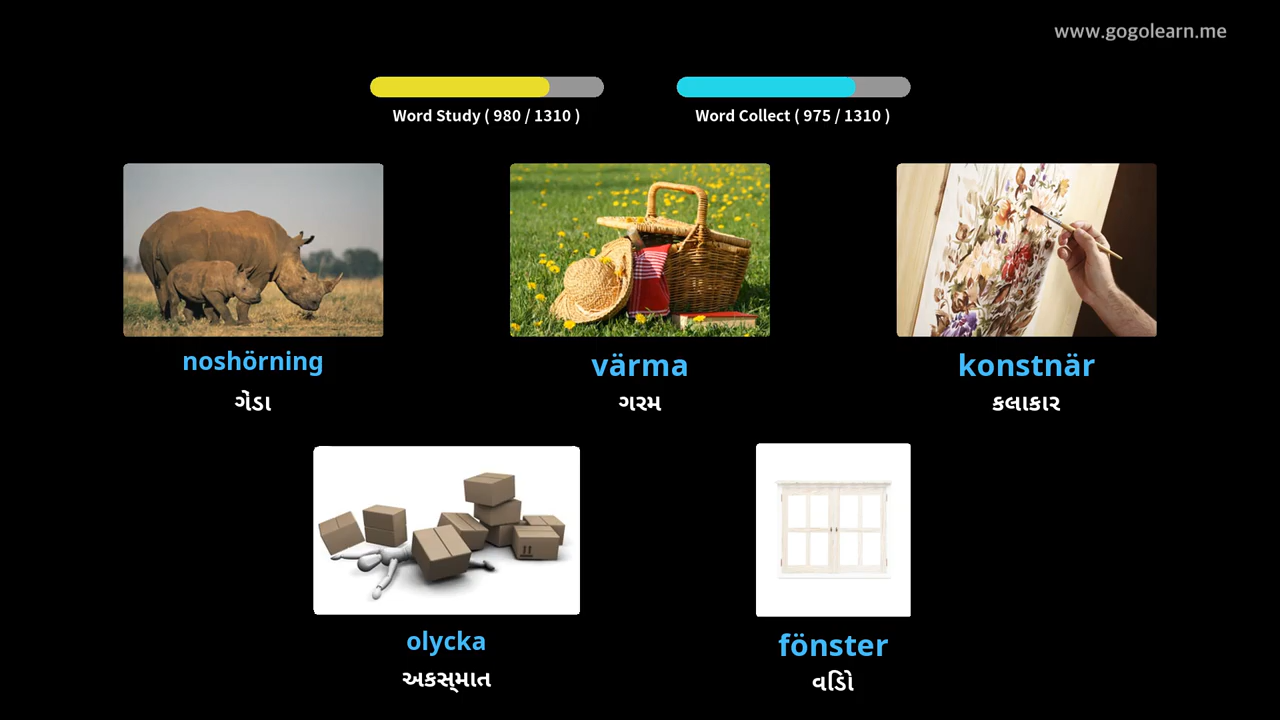 www.gogolearn.me
Word Study ( 980 / 1310 )
Word Collect ( 975 / 1310 )
noshörning
värma
konstnär
ગેડા
ગરમ
કલાકાર
olycka
fönster
અકસ્માત
વિડો